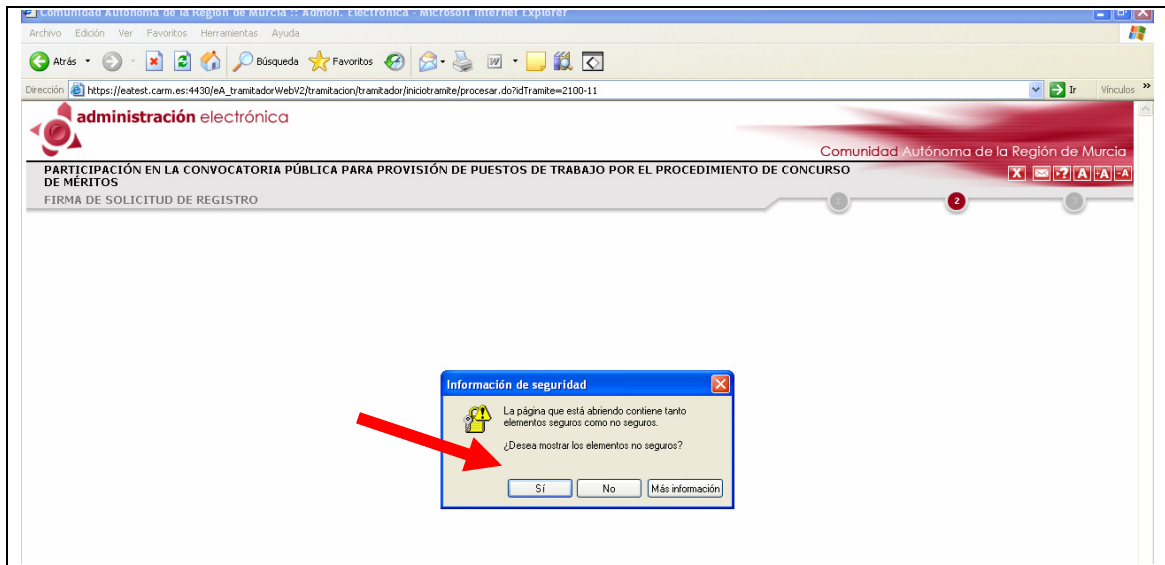 Comunidad Autónoma de la Región de Murcia :: Admon. Electrónica - Microsoft Internet Explorer
Archivo Edición Ver Favoritos Herramientas Ayuda
Atrás Búsqueda Favoritos
Dirección https://eatest.carm.es:4430/eA_tramitadorWebV2/tramitacion/tramitador/iniciotramite/procesar.do?idTramite=2100-11 Ir Vínculos »
administración electrónica
Comunidad Autónoma de la Región de Murcia
PARTICIPACIÓN EN LA CONVOCATORIA PÚBLICA PARA PROVISIÓN DE PUESTOS DE TRABAJO POR EL PROCEDIMIENTO DE CONCURSO
DE MÉRITOS
X ? A +A -A
FIRMA DE SOLICITUD DE REGISTRO
1 2 3
Información de seguridad
La página que está abriendo contiene tanto
elementos seguros como no seguros.
¿Desea mostrar los elementos no seguros?
Sí No Más información